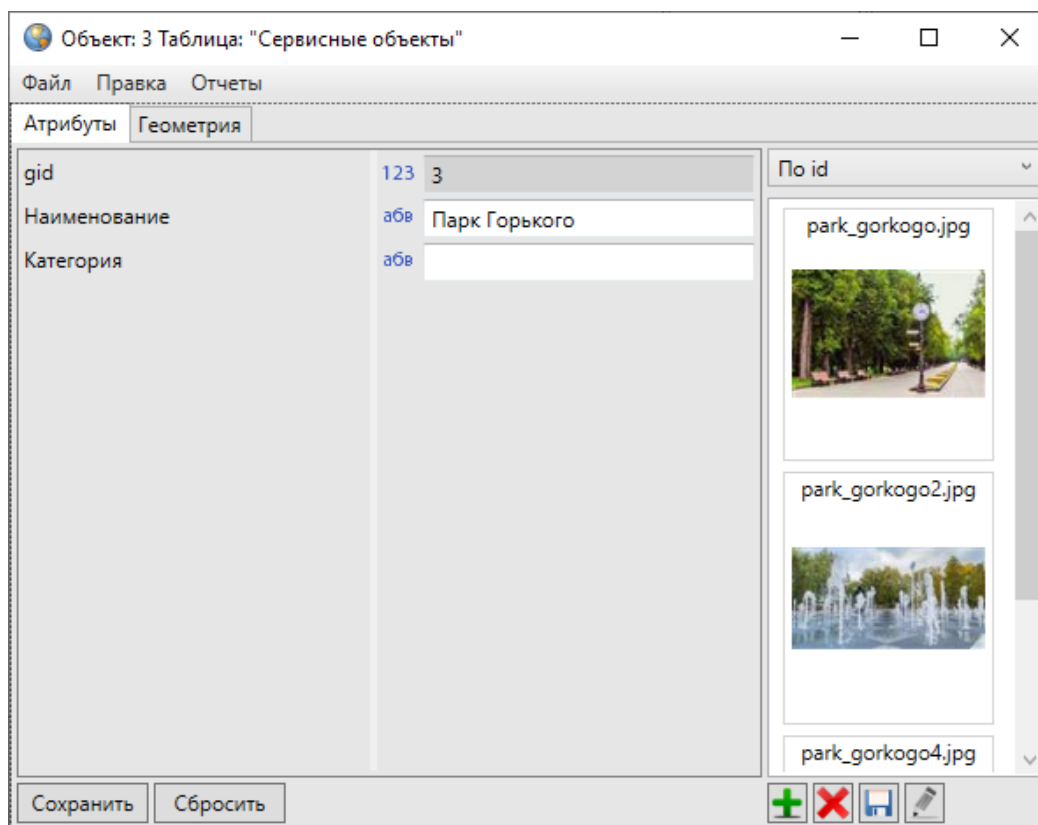 Объект: 3 Таблица: "Сервисные объекты"
Файл Правка Отчеты
Атрибуты Геометрия
gid 123 3
Наименование абв Парк Горького
Категория абв
По id
park_gorkogo.jpg
park_gorkogo2.jpg
park_gorkogo4.jpg
Сохранить Сбросить